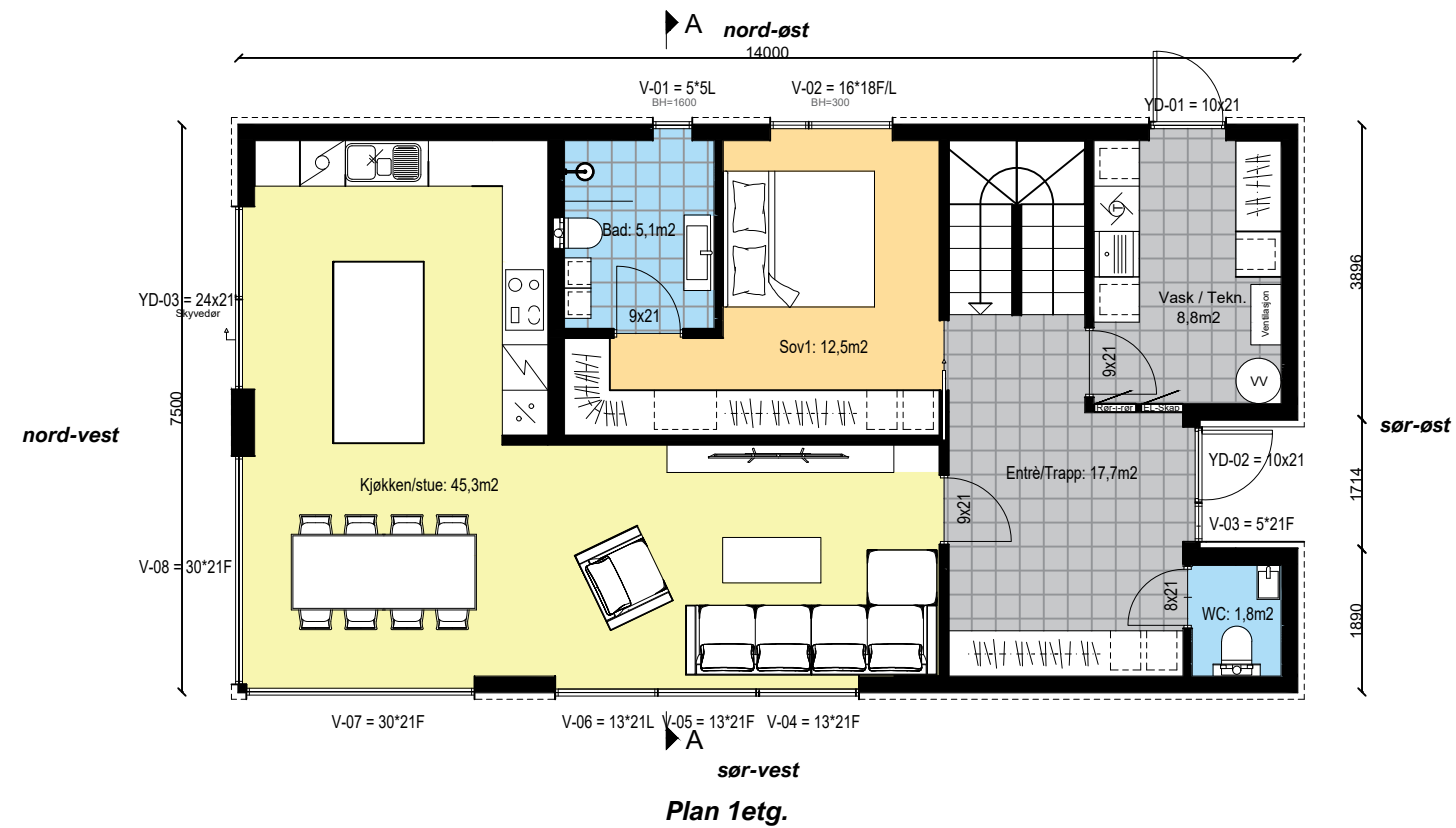 A
nord-øst
14000
V-01 = 5*5L
BH=1600
V-02 = 16*18F/L
BH=300
YD-01 = 10x21
Bad: 5,1m2
9x21
Sov1: 12,5m2
T
Vask / Tekn.
8,8m2
Ventilasjon
VV
9x21
Rør-i-rør
EL-Skap
3896
YD-03 = 24x21
Skyvedør
7500
nord-vest
sør-øst
Kjøkken/stue: 45,3m2
Entrè/Trapp: 17,7m2
9x21
YD-02 = 10x21
1714
V-03 = 5*21F
V-08 = 30*21F
8x21
WC: 1,8m2
1890
V-07 = 30*21F
V-06 = 13*21L
V-05 = 13*21F
V-04 = 13*21F
A
sør-vest
Plan 1etg.